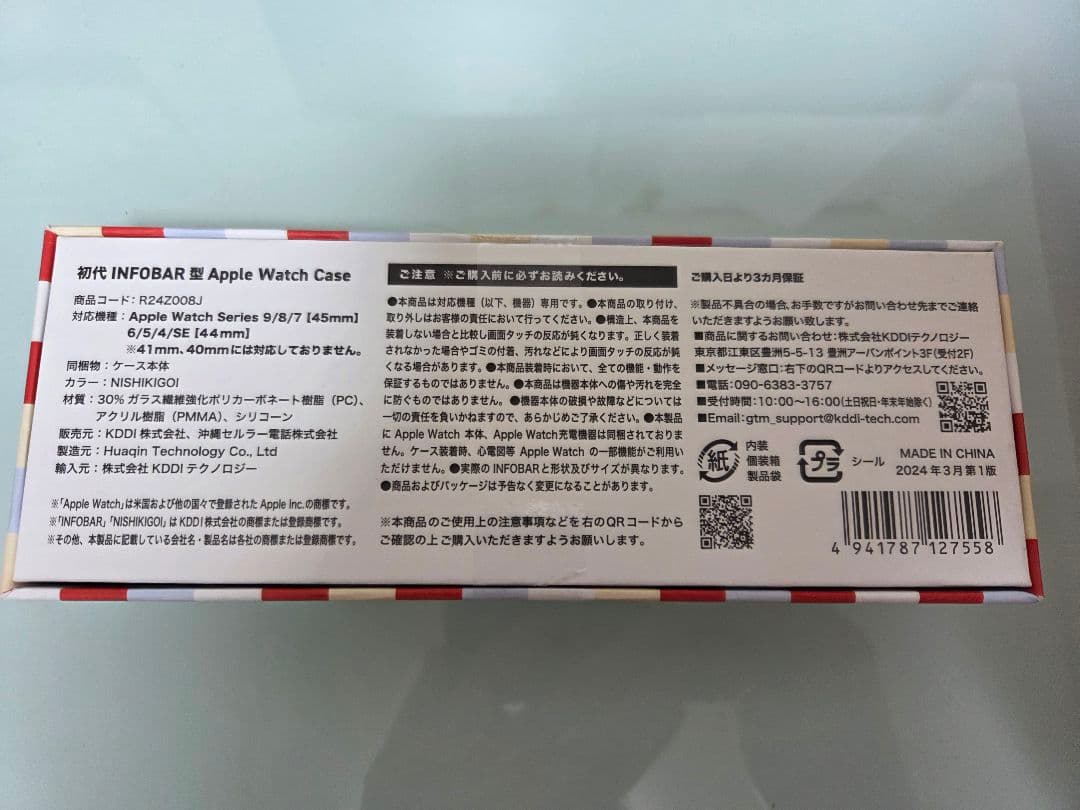 初代 INFOBAR 型 Apple Watch Case
商品コード：R24Z008J
対応機種：Apple Watch Series 9/8/7【45mm】
6/5/4/SE【44mm】
※41mm、40mmには対応しておりません。
同梱物：ケース本体
カラー：NISHIKIGOI
材質：30%ガラス繊維強化ポリカーボネート樹脂（PC）、
アクリル樹脂（PMMA）、シリコーン
販売元：KDDI株式会社、沖縄セルラー電話株式会社
製造元：Huaqin Technology Co., Ltd
輸入元：株式会社 KDDI テクノロジー
※「Apple Watch」は米国および他の国々で登録された Apple Inc.の商標です。
※「INFOBAR」「NISHIKIGOI」は KDDI 株式会社の商標または登録商標です。
※その他、本製品に記載している会社名・製品名は各社の商標または登録商標です。
ご注意 ※ご購入前に必ずお読みください。
●本商品は対応機種（以下、機器）専用です。●本商品の取り付け、
取り外しはお客様の責任において行ってください。●構造上、本商品を
装着しない場合と比較し画面タッチの反応が鈍くなります。正しく装着
されなかった場合やゴミの付着、汚れなどにより画面タッチの反応が鈍
くなる場合があります。●本商品装着時において、全ての機能・動作を
保証するものではありません。●本商品は機器本体への傷や汚れを完全
に防ぐものではありません。●機器本体の破損や故障などについては
一切の責任を負いかねますので、あらかじめご了承ください。●本製品
に Apple Watch 本体、Apple Watch充電機器は同梱されておりませ
ん。ケース装着時、心電図等 Apple Watch の一部機能がご利用い
ただけません。●実際のINFOBARと形状及びサイズが異なります。
●商品およびパッケージは予告なく変更になることがあります。
※本商品のご使用上の注意事項などを右のQRコードから
ご確認の上ご購入いただきますようお願いします。
ご購入日より3カ月保証
※製品不具合の場合、お手数ですがお問い合わせ先までご連絡
いただきますようお願い致します。
■商品に関するお問い合わせ：株式会社KDDIテクノロジー
東京都江東区豊洲5-5-13 豊洲アーバンポイント3F（受付2F）
■メッセージ窓口：右下のQRコードよりアクセスしてください。
■電話：090-6383-3757
■受付時間：10:00〜16:00（土日祝日・年末年始除く）
■Email：gtm_support@kddi-tech.com
紙
内装
個装箱
製品袋
プラ
シール
MADE IN CHINA
2024年3月第1版
4 941787 127558